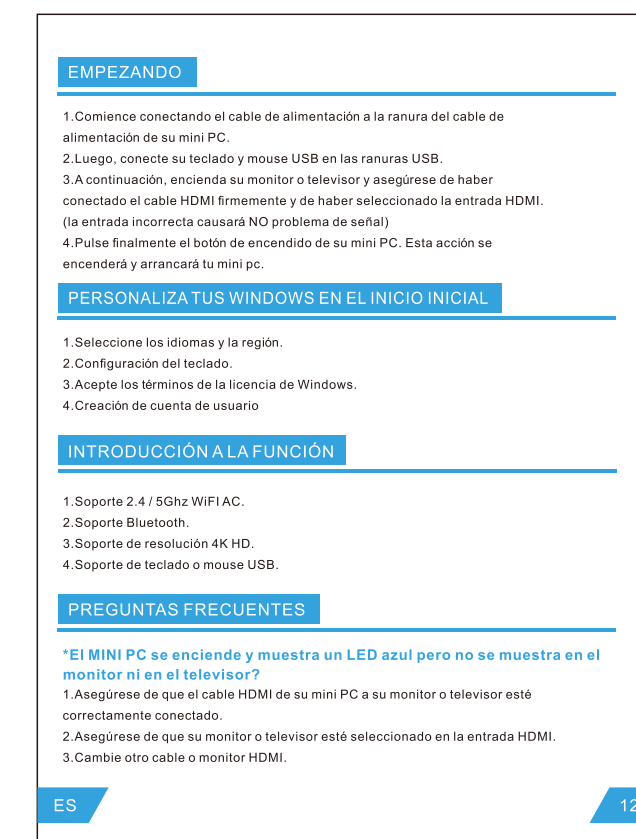 EMPEZANDO
1.Comience conectando el cable de alimentación a la ranura del cable de
alimentación de su mini PC.
2.Luego, conecte su teclado y mouse USB en las ranuras USB.
3.A continuación, encienda su monitor o televisor y asegúrese de haber
conectado el cable HDMI firmemente y de haber seleccionado la entrada HDMI.
(la entrada incorrecta causará NO problema de señal)
4.Pulse finalmente el botón de encendido de su mini PC. Esta acción se
encenderá y arrancará tu mini pc.
PERSONALIZA TUS WINDOWS EN EL INICIO INICIAL
1.Seleccione los idiomas y la región.
2.Configuración del teclado.
3.Acepte los términos de la licencia de Windows.
4.Creación de cuenta de usuario
INTRODUCCIÓN A LA FUNCIÓN
1.Soporte 2.4 / 5Ghz WiFI AC.
2.Soporte Bluetooth.
3.Soporte de resolución 4K HD.
4.Soporte de teclado o mouse USB.
PREGUNTAS FRECUENTES
*El MINI PC se enciende y muestra un LED azul pero no se muestra en el
monitor ni en el televisor?
1.Asegúrese de que el cable HDMI de su mini PC a su monitor o televisor esté
correctamente conectado.
2.Asegúrese de que su monitor o televisor esté seleccionado en la entrada HDMI.
3.Cambie otro cable o monitor HDMI.
ES
12